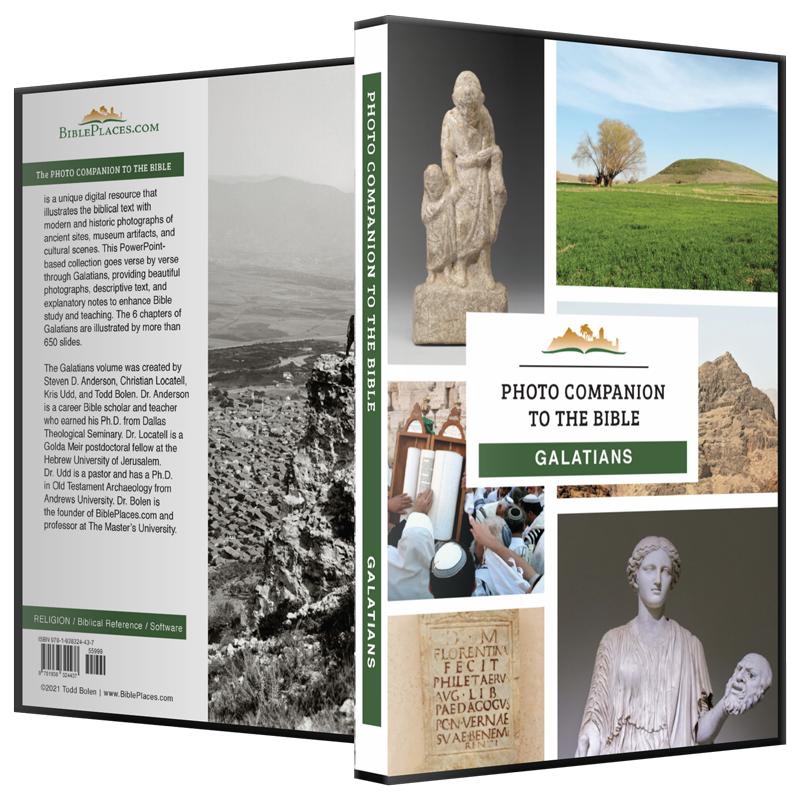 BIBLEPLACES.COM
The PHOTO COMPANION TO THE BIBLE
is a unique digital resource that
illustrates the biblical text with
modern and historic photographs of
ancient sites, museum artifacts, and
cultural scenes. This PowerPoint-
based collection goes verse by verse
through Galatians, providing beautiful
photographs, descriptive text, and
explanatory notes to enhance Bible
study and teaching. The 6 chapters of
Galatians are illustrated by more than
650 slides.
The Galatians volume was created by
Steven D. Anderson, Christian Locatell,
Kris Udd, and Todd Bolen. Dr. Anderson
is a career Bible scholar and teacher
who earned his Ph.D. from Dallas
Theological Seminary. Dr. Locatell is a
Golda Meir postdoctoral fellow at the
Hebrew University of Jerusalem.
Dr. Udd is a pastor and has a Ph.D.
in Old Testament Archaeology from
Andrews University. Dr. Bolen is
the founder of BiblePlaces.com and
professor at The Master's University.
RELIGION / Biblical Reference / Software
ISBN 978-1-938324-43-7
55999
9 781938 324437
©2021 Todd Bolen | www.BiblePlaces.com
PHOTO COMPANION TO THE BIBLE
GALATIANS
PHOTO COMPANION
TO THE BIBLE
GALATIANS
D M
FLORENTINI
FECIT
PHILETAERV
AVG·LIB
PAEDAGOGVS
PON·VERNAE
SVAE·BENEM
RENTI